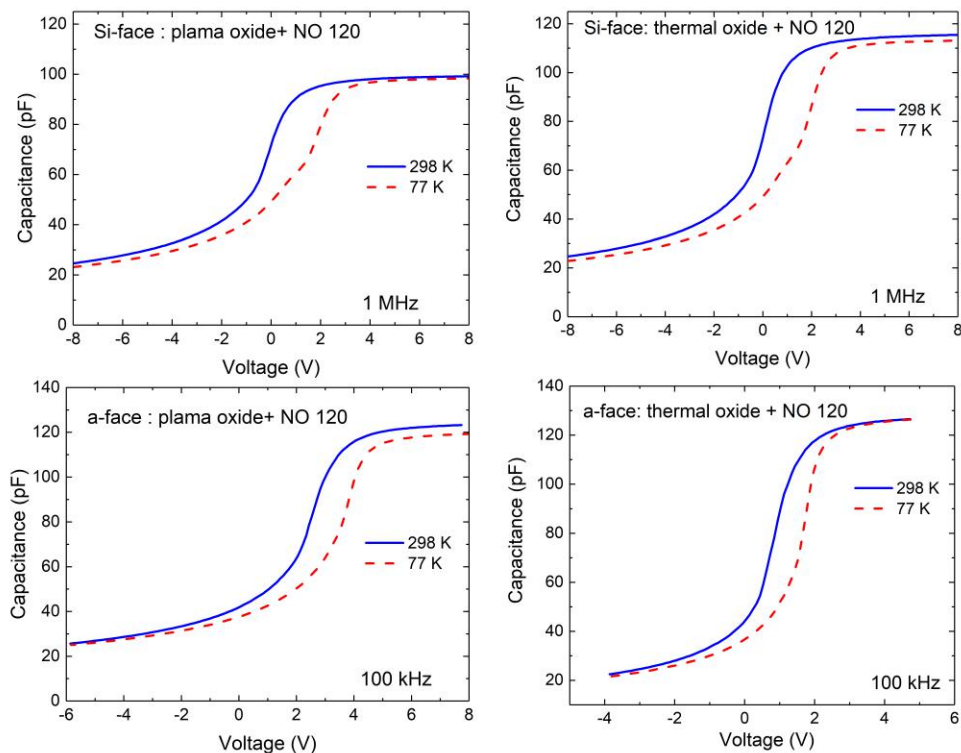 Si-face : plama oxide+ NO 120
120
100
80
60
40
20
0
Capacitance (pF)
298 K
77 K
1 MHz
-8 -6 -4 -2 0 2 4 6 8
Voltage (V)
Si-face: thermal oxide + NO 120
120
100
80
60
40
20
0
Capacitance (pF)
298 K
77 K
1 MHz
-8 -6 -4 -2 0 2 4 6 8
Voltage (V)
a-face : plama oxide+ NO 120
140
120
100
80
60
40
20
0
Capacitance (pF)
298 K
77 K
100 kHz
-6 -4 -2 0 2 4 6 8
Voltage (V)
a-face: thermal oxide + NO 120
140
120
100
80
60
40
20
Capacitance (pF)
298 K
77 K
100 kHz
-4 -2 0 2 4 6
Voltage (V)